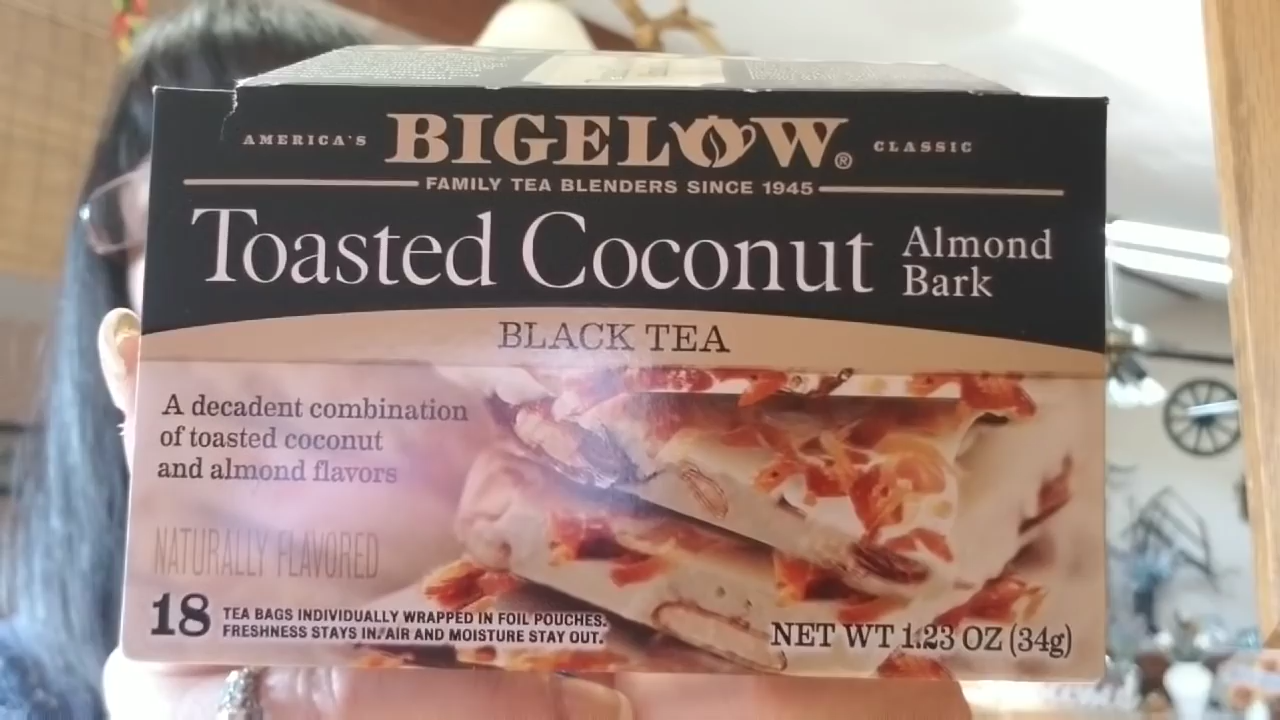 AMERICA'S BIGELOW® CLASSIC
FAMILY TEA BLENDERS SINCE 1945
Toasted Coconut Almond Bark
BLACK TEA
A decadent combination
of toasted coconut
and almond flavors
NATURALLY FLAVORED
18 TEA BAGS INDIVIDUALLY WRAPPED IN FOIL POUCHES.
FRESHNESS STAYS IN. AIR AND MOISTURE STAY OUT.
NET WT 1.23 OZ (34g)